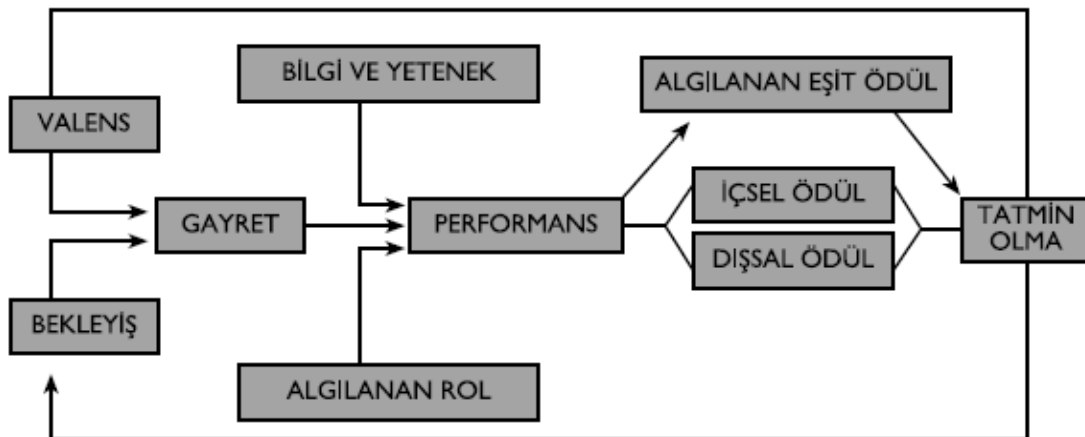 BİLGİ VE YETENEK
ALGILANAN EŞİT ÖDÜL
VALENS
İÇSEL ÖDÜL
GAYRET
PERFORMANS
TATMİN
OLMA
DIŞSAL ÖDÜL
BEKLEYİŞ
ALGILANAN ROL